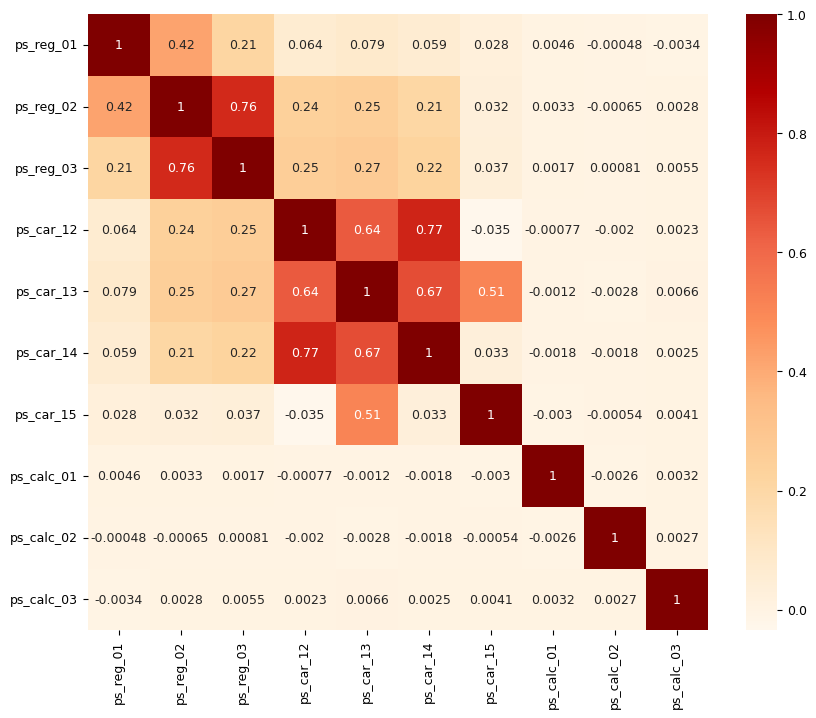 1.0
ps_reg_01 1 0.42 0.21 0.064 0.079 0.059 0.028 0.0046 -0.00048 -0.0034
ps_reg_02 0.42 1 0.76 0.24 0.25 0.21 0.032 0.0033 -0.00065 0.0028
0.8
ps_reg_03 0.21 0.76 1 0.25 0.27 0.22 0.037 0.0017 0.00081 0.0055
ps_car_12 0.064 0.24 0.25 1 0.64 0.77 -0.035 -0.00077 -0.002 0.0023
0.6
ps_car_13 0.079 0.25 0.27 0.64 1 0.67 0.51 -0.0012 -0.0028 0.0066
ps_car_14 0.059 0.21 0.22 0.77 0.67 1 0.033 -0.0018 -0.0018 0.0025
0.4
ps_car_15 0.028 0.032 0.037 -0.035 0.51 0.033 1 -0.003 -0.00054 0.0041
ps_calc_01 0.0046 0.0033 0.0017 -0.00077 -0.0012 -0.0018 -0.003 1 -0.0026 0.0032
0.2
ps_calc_02 -0.00048 -0.00065 0.00081 -0.002 -0.0028 -0.0018 -0.00054 -0.0026 1 0.0027
ps_calc_03 -0.0034 0.0028 0.0055 0.0023 0.0066 0.0025 0.0041 0.0032 0.0027 1
0.0
ps_reg_01 ps_reg_02 ps_reg_03 ps_car_12 ps_car_13 ps_car_14 ps_car_15 ps_calc_01 ps_calc_02 ps_calc_03